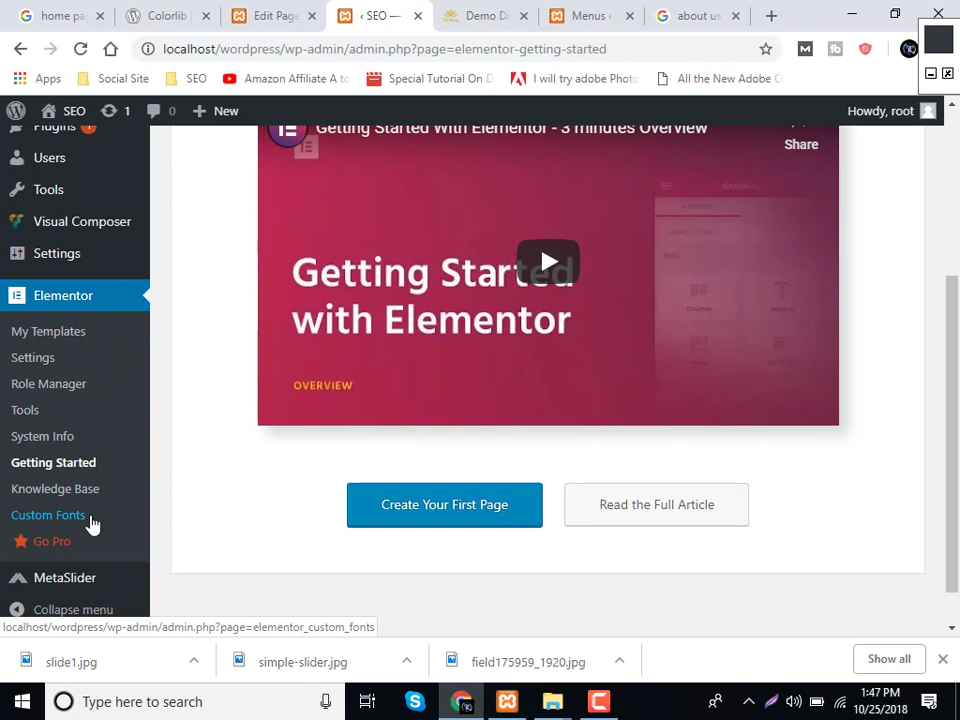 home pa
Colorlib
Edit Page
‹ SEO —
Demo Di
Menus ‹
about us
localhost/wordpress/wp-admin/admin.php?page=elementor-getting-started
Apps
Social Site
SEO
Amazon Affiliate A to
Special Tutorial On D
I will try adobe Photo
All the New Adobe C
SEO
1
0
New
Howdy, root
Plugins 1
Users
Tools
Visual Composer
Settings
Elementor
My Templates
Settings
Role Manager
Tools
System Info
Getting Started
Knowledge Base
Custom Fonts
Go Pro
MetaSlider
Collapse menu
Getting Started With Elementor - 3 minutes Overview
Share
Getting Started
with Elementor
OVERVIEW
Create Your First Page
Read the Full Article
localhost/wordpress/wp-admin/admin.php?page=elementor_custom_fonts
slide1.jpg
simple-slider.jpg
field175959_1920.jpg
Show all
Type here to search
1:47 PM
10/25/2018